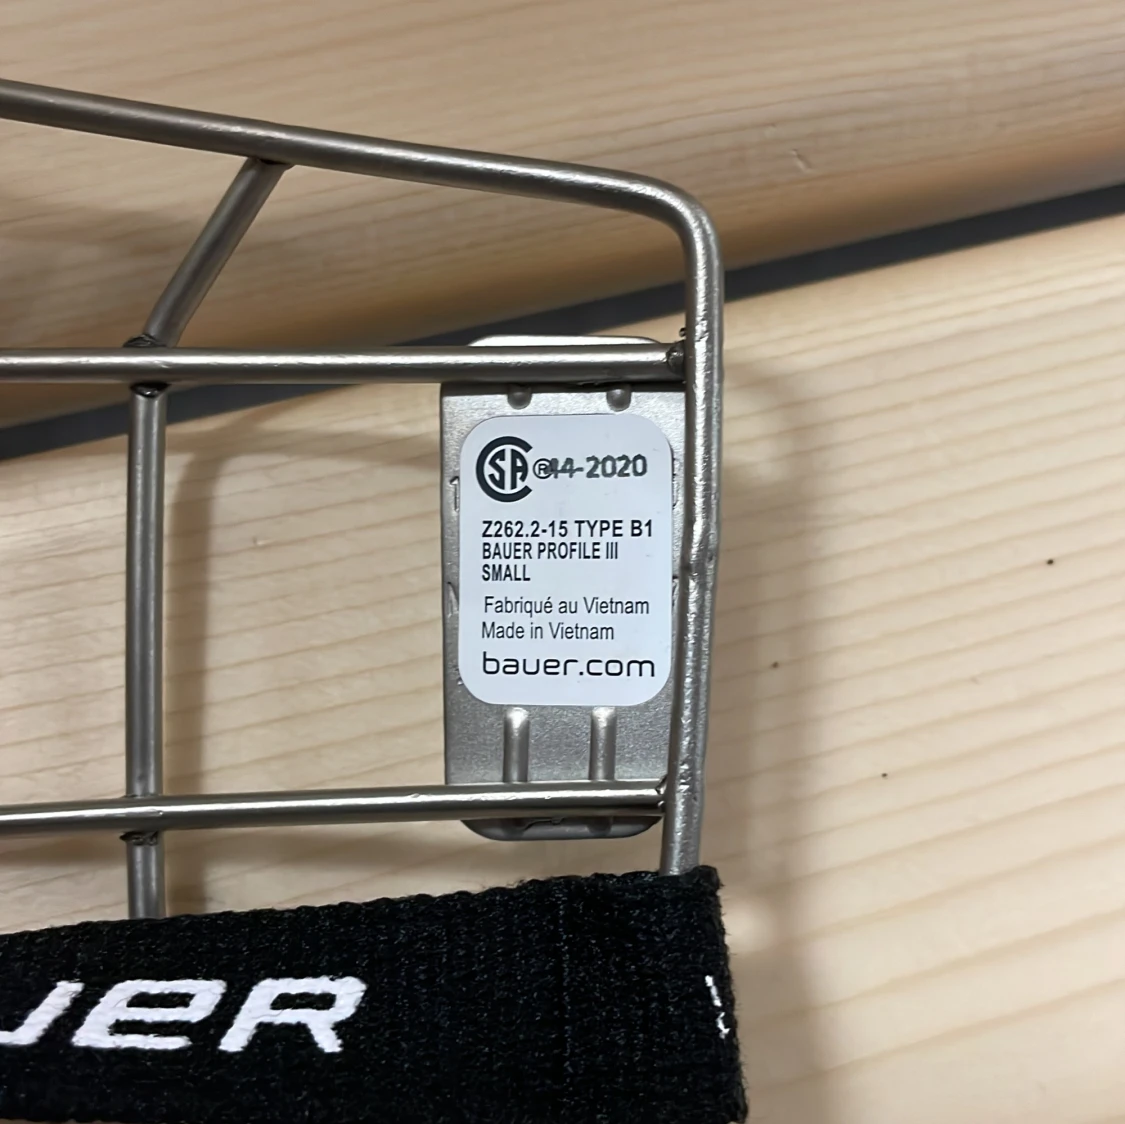 CSA® 44-2020
Z262.2-15 TYPE B1
BAUER PROFILE III
SMALL
Fabriqué au Vietnam
Made in Vietnam
bauer.com
UER